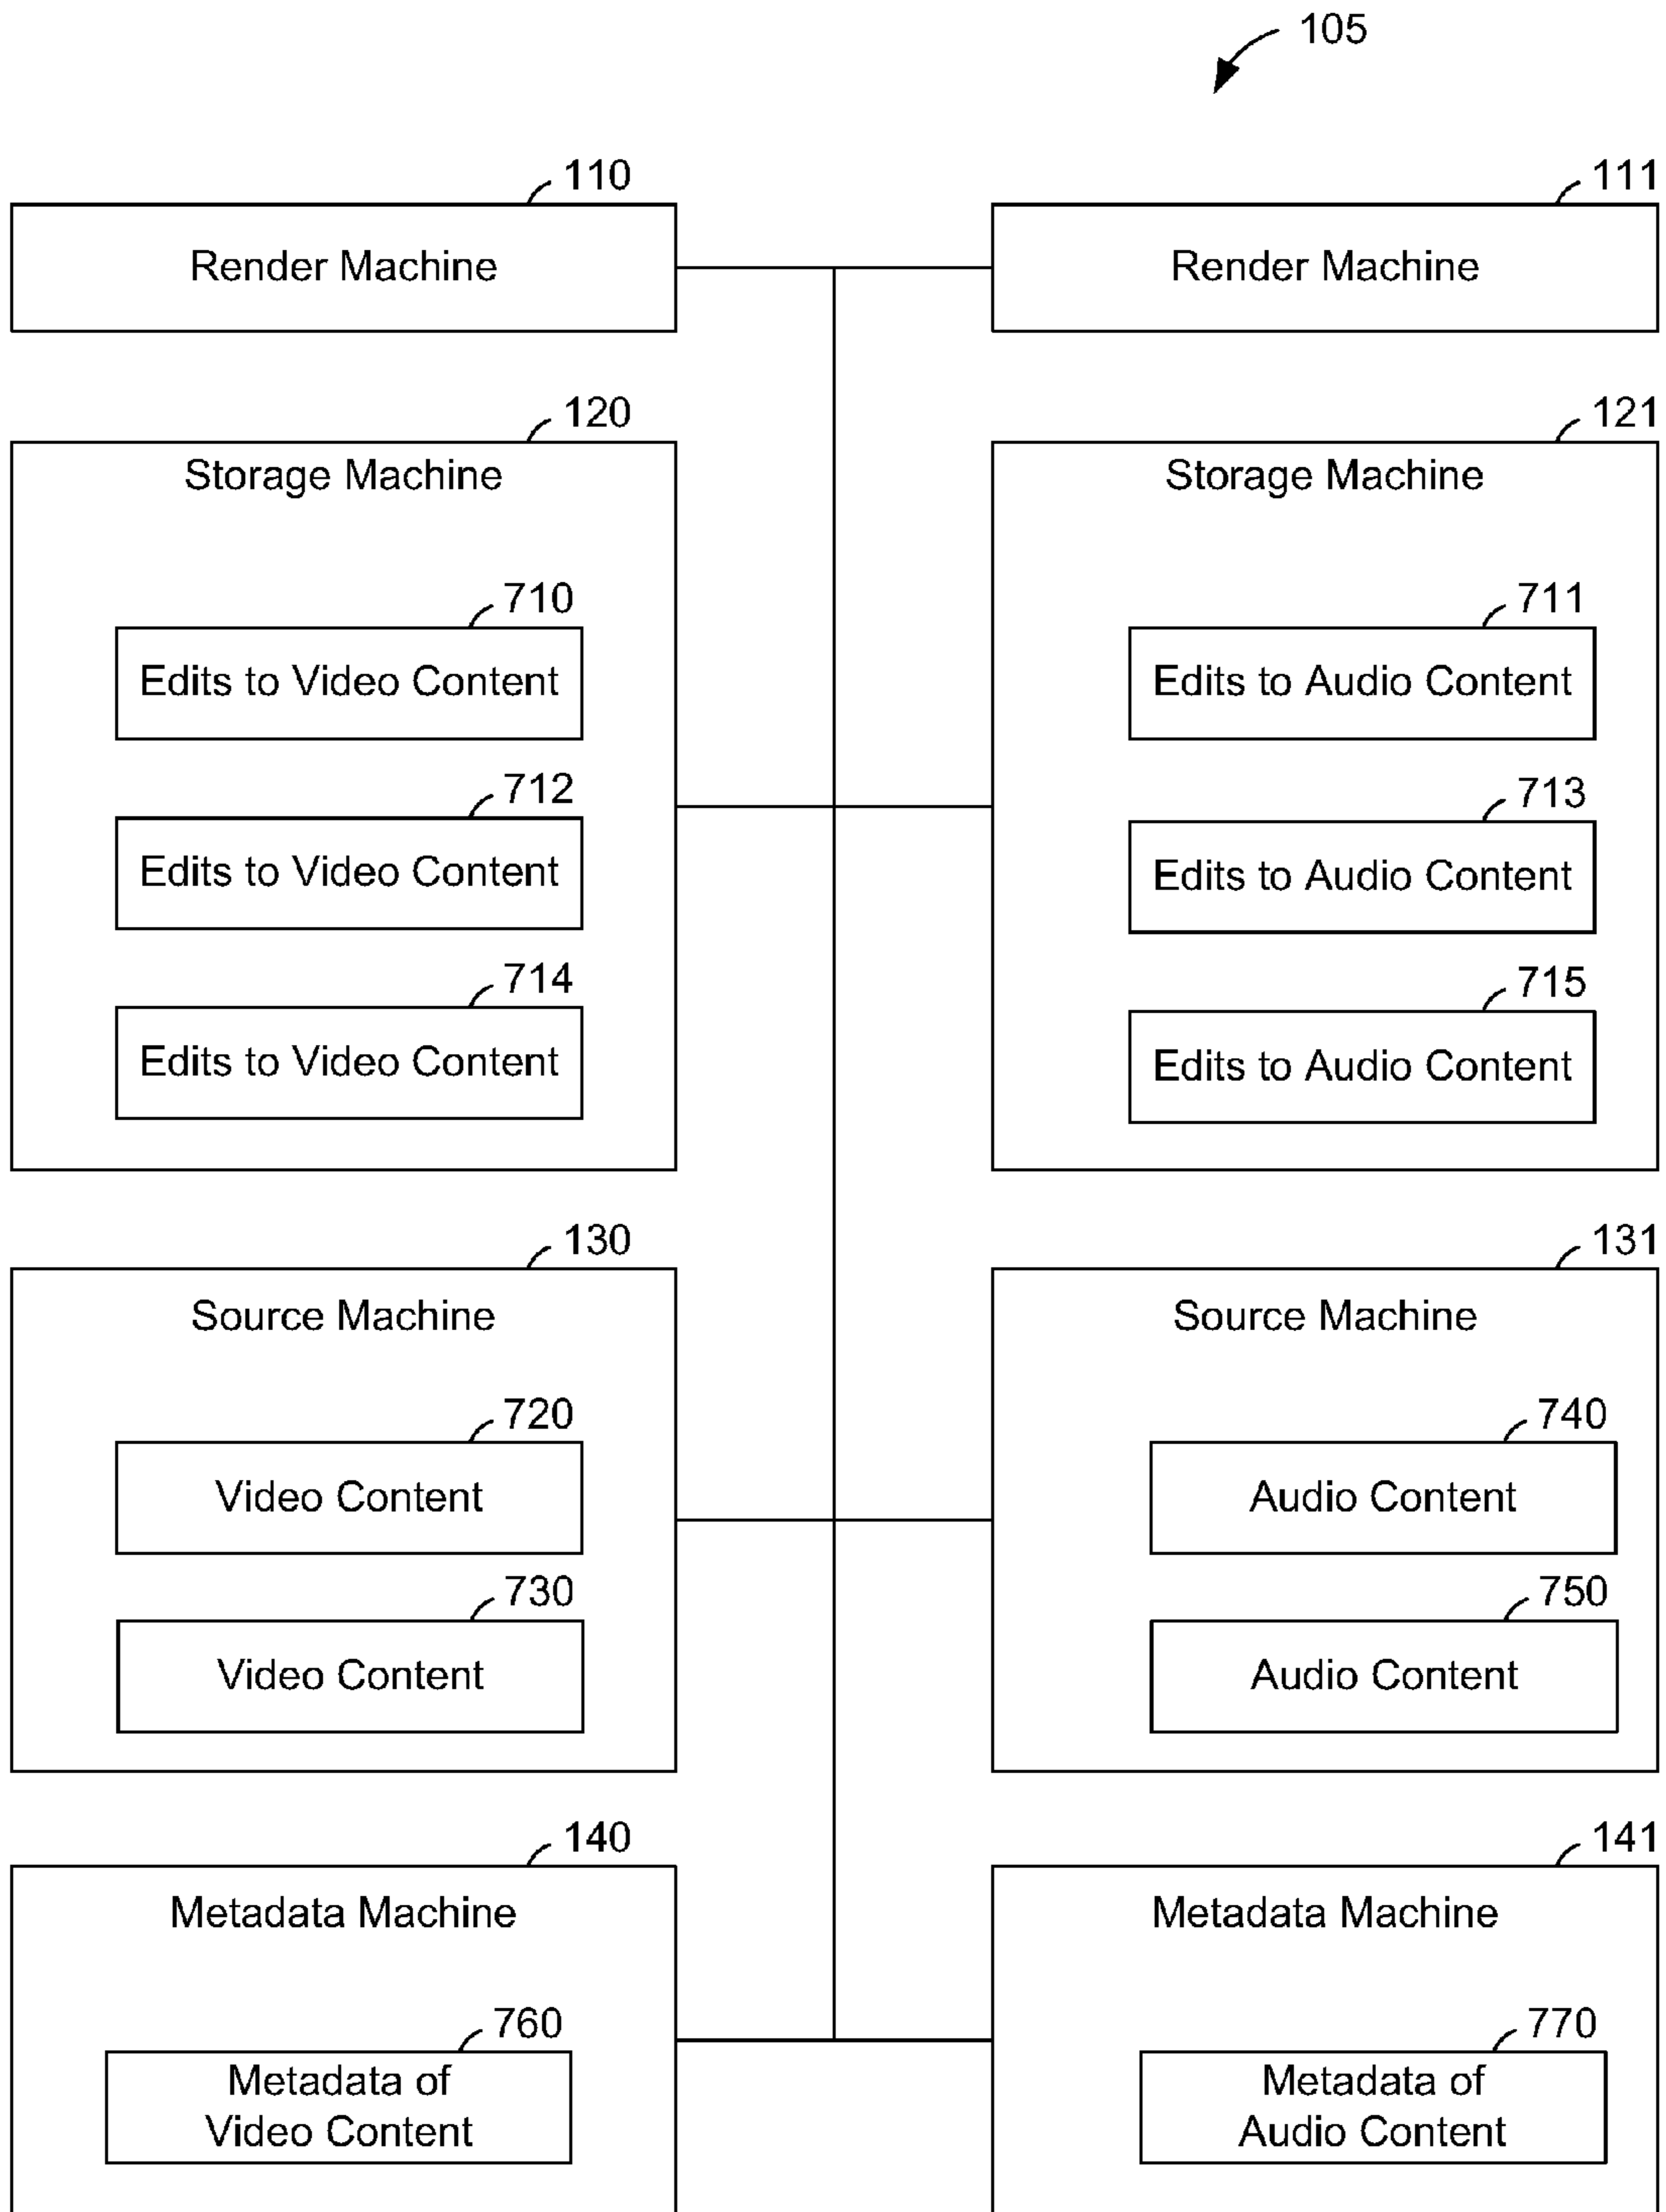 105
110
Render Machine
111
Render Machine
120
Storage Machine
710
Edits to Video Content
712
Edits to Video Content
714
Edits to Video Content
121
Storage Machine
711
Edits to Audio Content
713
Edits to Audio Content
715
Edits to Audio Content
130
Source Machine
720
Video Content
730
Video Content
131
Source Machine
740
Audio Content
750
Audio Content
140
Metadata Machine
760
Metadata of
Video Content
141
Metadata Machine
770
Metadata of
Audio Content